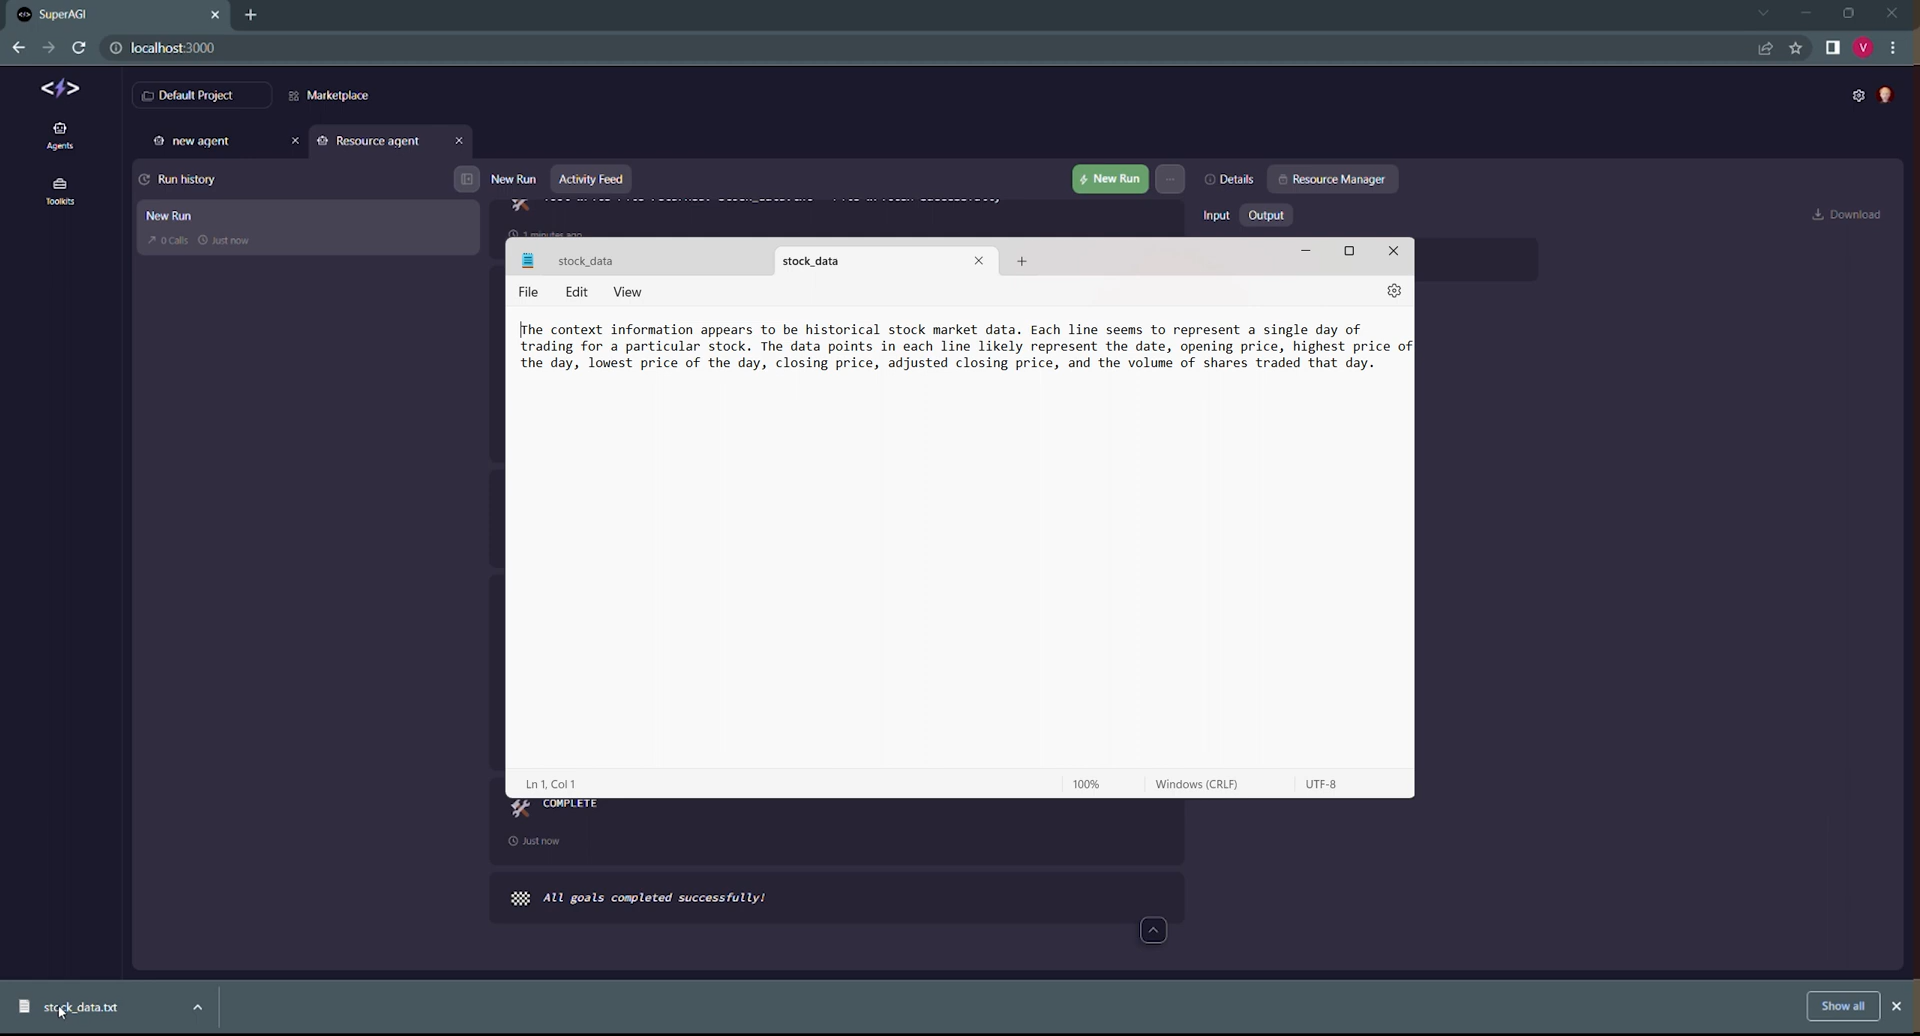 SuperAGI
localhost:3000
V
Default Project
Marketplace
Agents
Toolkits
new agent
Resource agent
Run history
New Run
Activity Feed
New Run
Details
Resource Manager
New Run
0 Calls
Just now
Input
Output
Download
1 minutes ago
stock_data
stock_data
File
Edit
View
The context information appears to be historical stock market data. Each line seems to represent a single day of
trading for a particular stock. The data points in each line likely represent the date, opening price, highest price of
the day, lowest price of the day, closing price, adjusted closing price, and the volume of shares traded that day.
Ln 1, Col 1
100%
Windows (CRLF)
UTF-8
COMPLETE
Just now
All goals completed successfully!
stock_data.txt
Show all